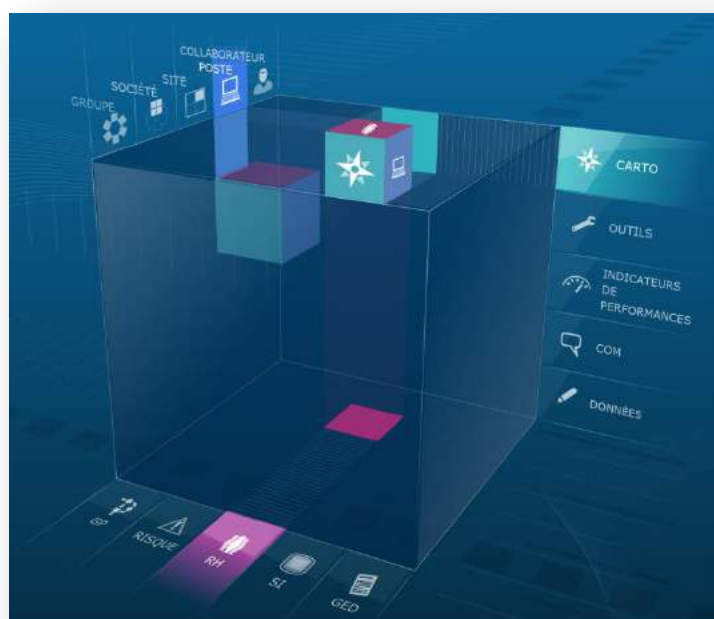 COLLABORATEUR
POSTE
SITE
SOCIÉTÉ
GROUPE
CARTO
OUTILS
INDICATEURS
DE
PERFORMANCES
COM
DONNÉES
GP
RISQUE
RH
SI
GED